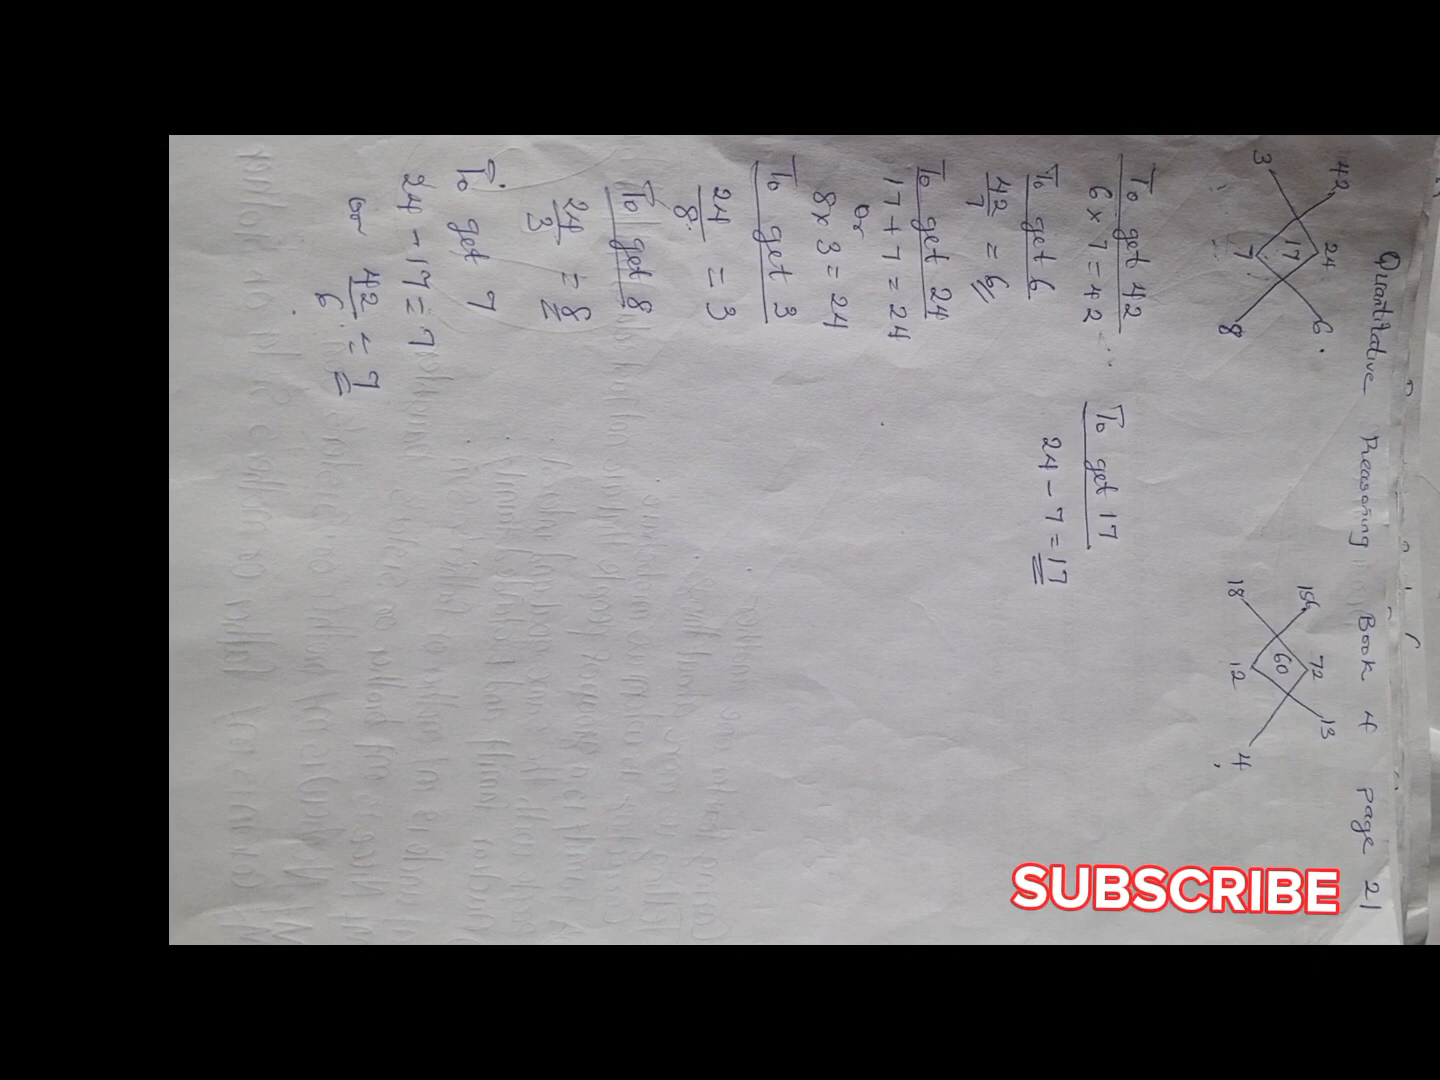 Quantitative Reasoning Book 4 page 21
42 24 6
17
3 7 8
156 72 13
60
18 12 4
To get 42
6 x 7 = 42
To get 6
42/7 = 6
To get 24
17 + 7 = 24
or
8 x 3 = 24
To get 3
24/8 = 3
To get 8
24/3 = 8
To get 7
24 - 17 = 7
or 42/6 = 7
To get 17
24 - 7 = 17
SUBSCRIBE